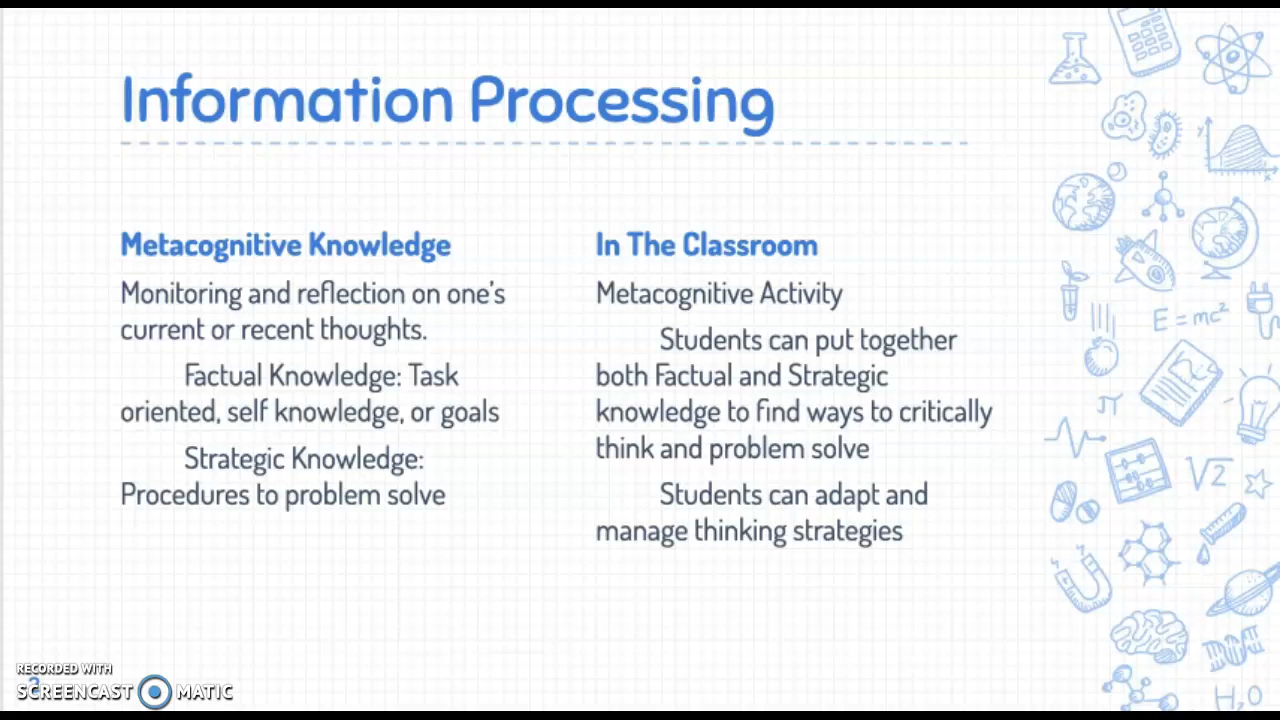 Information Processing
Metacognitive Knowledge
Monitoring and reflection on one's
current or recent thoughts.
Factual Knowledge: Task
oriented, self knowledge, or goals
Strategic Knowledge:
Procedures to problem solve
In The Classroom
Metacognitive Activity
Students can put together
both Factual and Strategic
knowledge to find ways to critically
think and problem solve
Students can adapt and
manage thinking strategies
y
x
E=mc²
π
√2
H₂O
RECORDED WITH
SCREENCAST MATIC